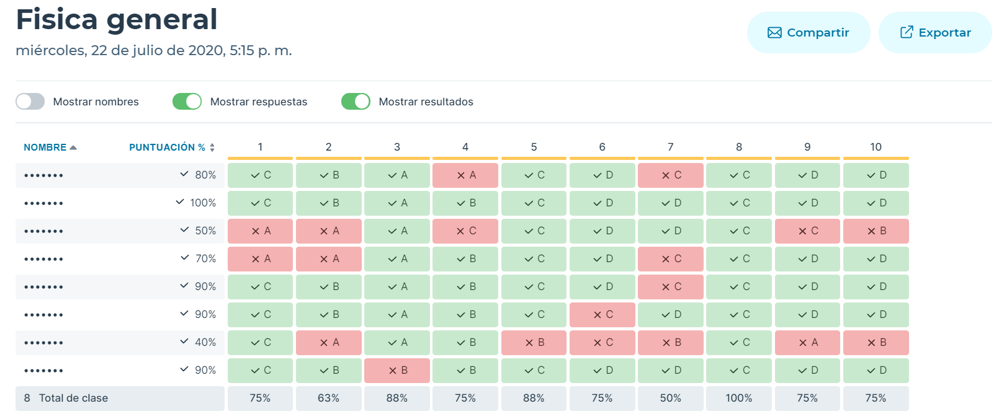 Fisica general
miércoles, 22 de julio de 2020, 5:15 p. m.
Compartir
Exportar
Mostrar nombres Mostrar respuestas Mostrar resultados
NOMBRE PUNTUACIÓN % 1 2 3 4 5 6 7 8 9 10
••••••• ✓ 80% ✓ C ✓ B ✓ A ✕ A ✓ C ✓ D ✕ C ✓ C ✓ D ✓ D
••••••• ✓ 100% ✓ C ✓ B ✓ A ✓ B ✓ C ✓ D ✓ D ✓ C ✓ D ✓ D
••••••• ✓ 50% ✕ A ✕ A ✓ A ✕ C ✓ C ✓ D ✓ D ✓ C ✕ C ✕ B
••••••• ✓ 70% ✕ A ✕ A ✓ A ✓ B ✓ C ✓ D ✕ C ✓ C ✓ D ✓ D
••••••• ✓ 90% ✓ C ✓ B ✓ A ✓ B ✓ C ✓ D ✕ C ✓ C ✓ D ✓ D
••••••• ✓ 90% ✓ C ✓ B ✓ A ✓ B ✓ C ✕ C ✓ D ✓ C ✓ D ✓ D
••••••• ✓ 40% ✓ C ✕ A ✓ A ✓ B ✕ B ✕ C ✕ B ✓ C ✕ A ✕ B
••••••• ✓ 90% ✓ C ✓ B ✕ B ✓ B ✓ C ✓ D ✓ D ✓ C ✓ D ✓ D
8 Total de clase 75% 63% 88% 75% 88% 75% 50% 100% 75% 75%